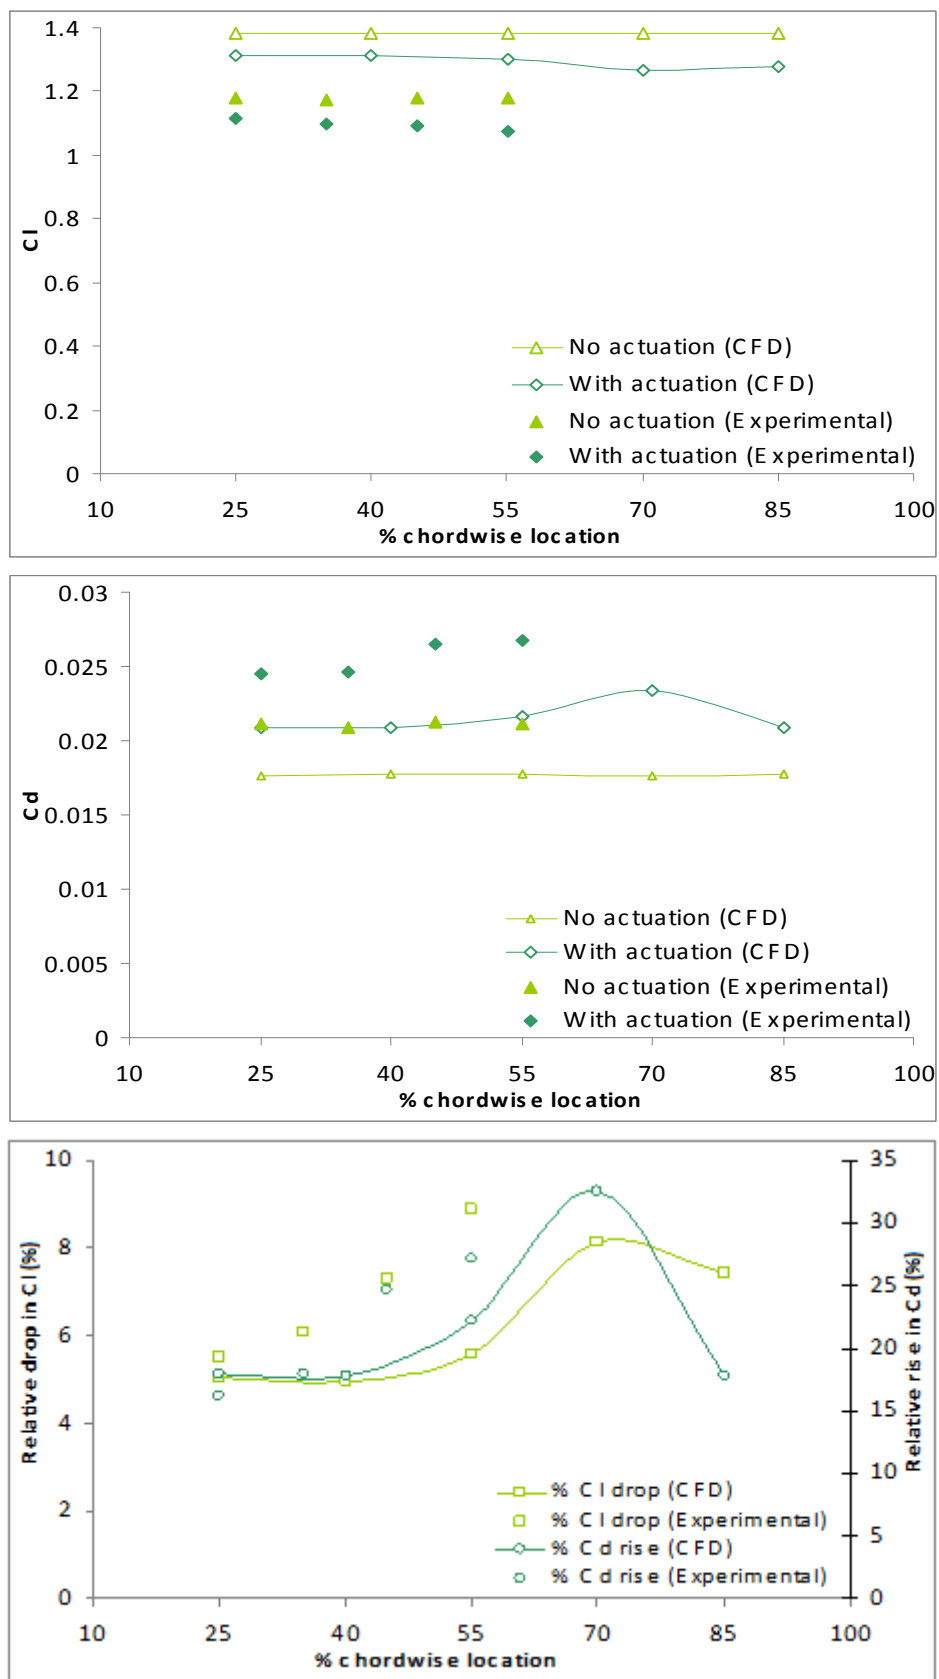 1.4
1.2
1
0.8
0.6
0.4
0.2
0
Cl
No actuation (CFD)
With actuation (CFD)
No actuation (Experimental)
With actuation (Experimental)
10 25 40 55 70 85 100
% chordwise location
0.03
0.025
0.02
0.015
0.01
0.005
0
Cd
No actuation (CFD)
With actuation (CFD)
No actuation (Experimental)
With actuation (Experimental)
10 25 40 55 70 85 100
% chordwise location
10
8
6
4
2
0
Relative drop in Cl (%)
35
30
25
20
15
10
5
0
Relative rise in Cd (%)
% Cl drop (CFD)
% Cl drop (Experimental)
% Cd rise (CFD)
% Cd rise (Experimental)
10 25 40 55 70 85 100
% chordwise location